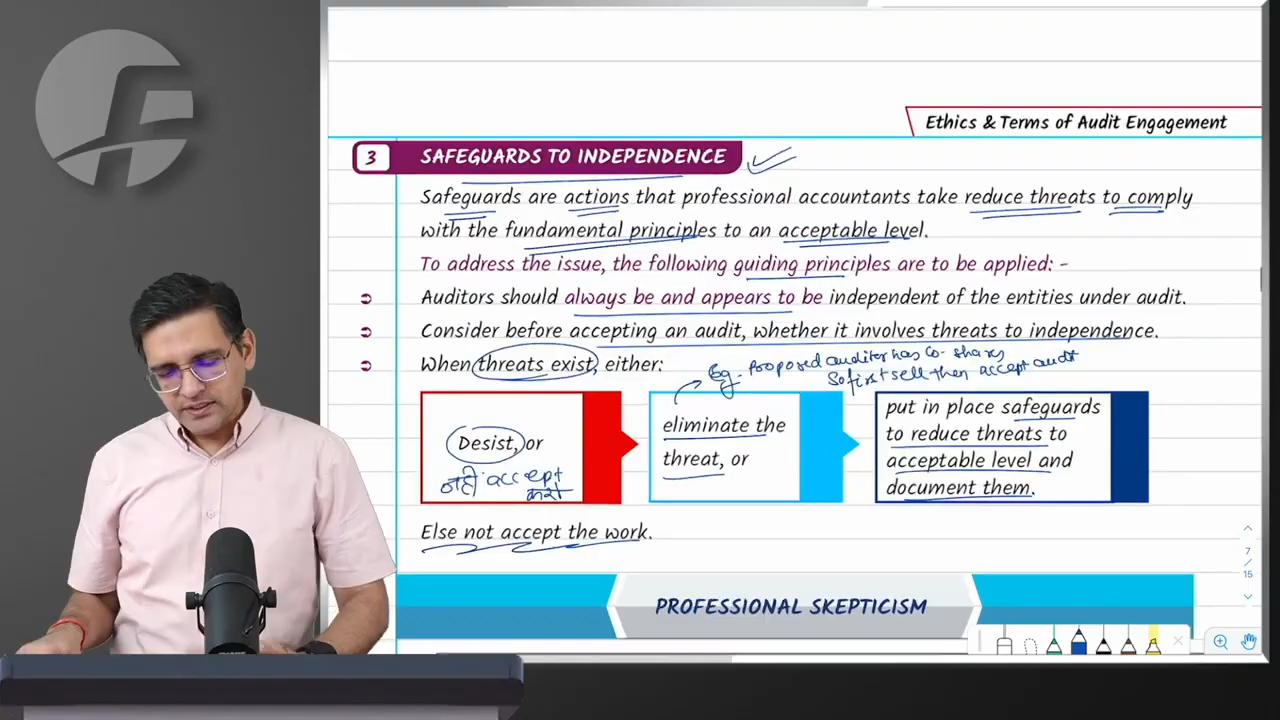 Ethics & Terms of Audit Engagement
3 SAFEGUARDS TO INDEPENDENCE
Safeguards are actions that professional accountants take reduce threats to comply
with the fundamental principles to an acceptable level.
To address the issue, the following guiding principles are to be applied: -
Auditors should always be and appears to be independent of the entities under audit.
Consider before accepting an audit, whether it involves threats to independence.
When threats exist, either:
Eg- proposed auditor has Co- share
So first sell then accept audit
Desist, or
नहीं accept
करना
eliminate the
threat, or
put in place safeguards
to reduce threats to
acceptable level and
document them.
Else not accept the work.
PROFESSIONAL SKEPTICISM
7
/
15